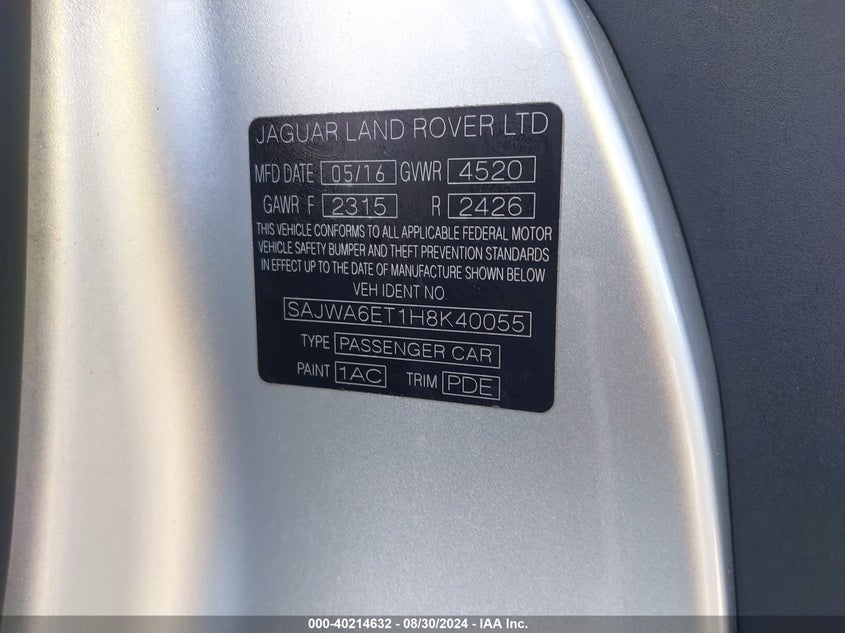 JAGUAR LAND ROVER LTD
MFD DATE 05/16 GVWR 4520
GAWR F 2315 R 2426
THIS VEHICLE CONFORMS TO ALL APPLICABLE FEDERAL MOTOR
VEHICLE SAFETY BUMPER AND THEFT PREVENTION STANDARDS
IN EFFECT UP TO THE DATE OF MANUFACTURE SHOWN BELOW
VEH IDENT NO.
SAJWA6ET1H8K40055
TYPE PASSENGER CAR
PAINT 1AC TRIM PDE
000-40214632 // 08/30/2024 - IAA Inc.